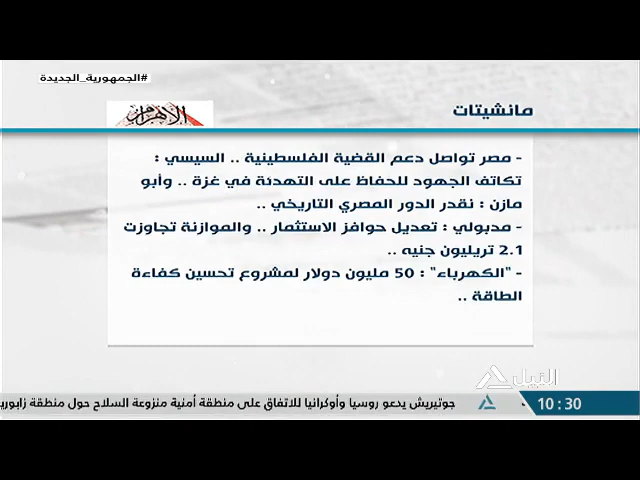 #الجمهورية_الجديدة
مانشيتات
الأهرام
- مصر تواصل دعم القضية الفلسطينية .. السيسي :
تكاتف الجهود للحفاظ على التهدئة في غزة .. وأبو
مازن : نقدر الدور المصري التاريخي ..
- مدبولي : تعديل حوافز الاستثمار .. والموازنة تجاوزت
2.1 تريليون جنيه ..
- "الكهرباء" : 50 مليون دولار لمشروع تحسين كفاءة
الطاقة ..
النيل
10:30
جوتيريش يدعو روسيا وأوكرانيا للاتفاق على منطقة أمنية منزوعة السلاح حول منطقة